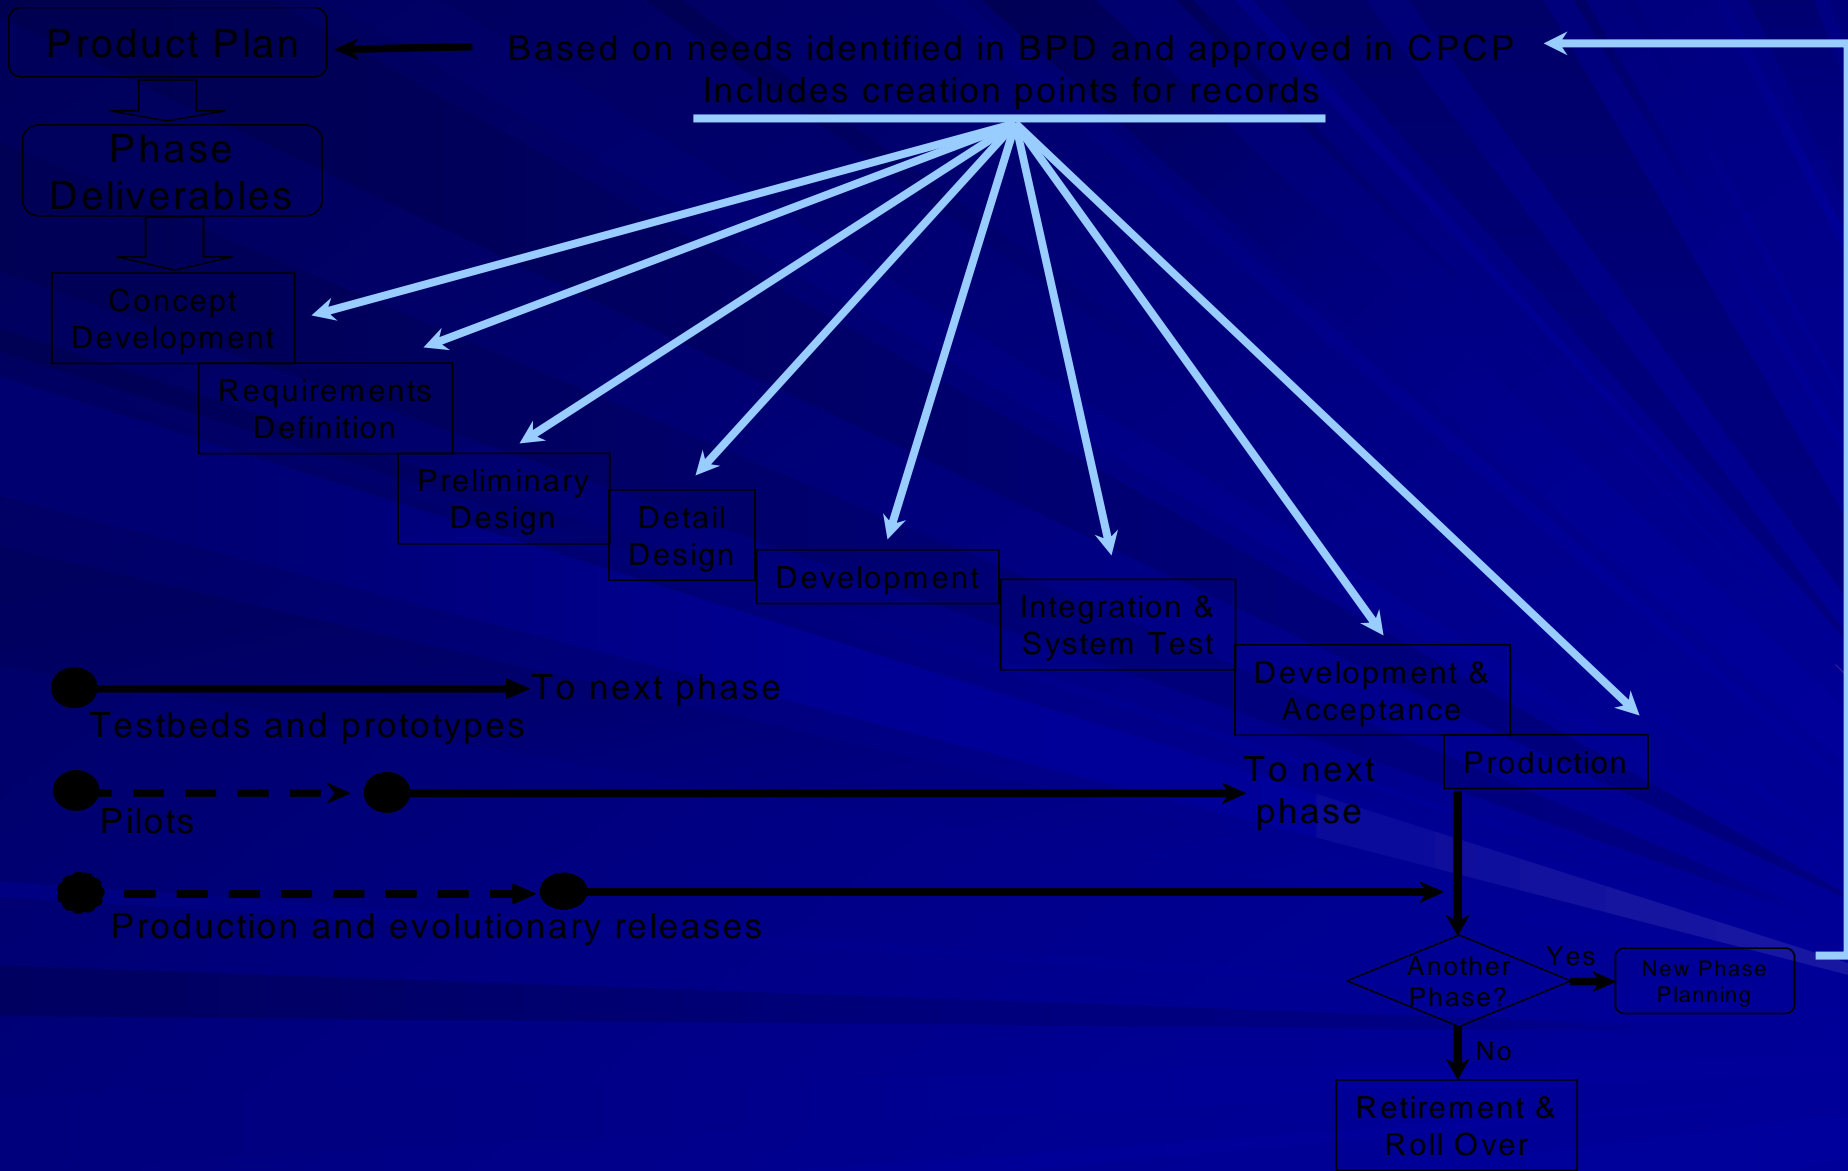 Product Plan
Based on needs identified in BPD and approved in CPCP
Includes creation points for records
Phase
Deliverables
Concept
Development
Requirements
Definition
Preliminary
Design
Detail
Design
Development
Integration &
System Test
Development &
Acceptance
Production
To next phase
Testbeds and prototypes
To next
phase
Pilots
Production and evolutionary releases
Another
Phase?
Yes
New Phase
Planning
No
Retirement &
Roll Over